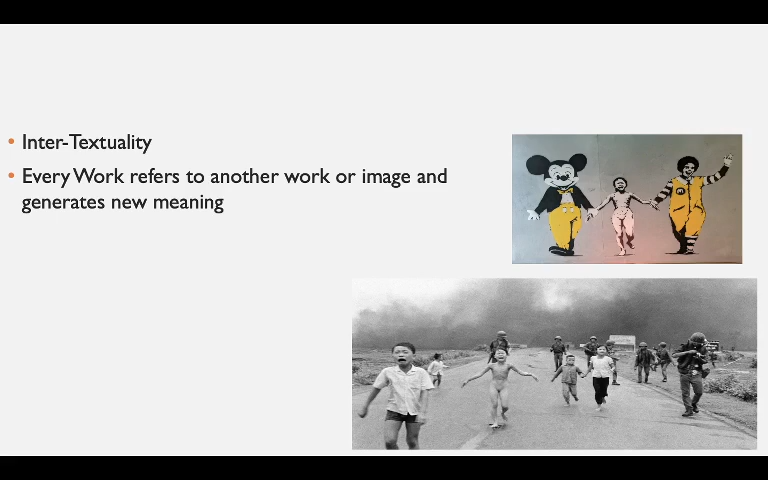 Inter-Textuality
Every Work refers to another work or image and
generates new meaning